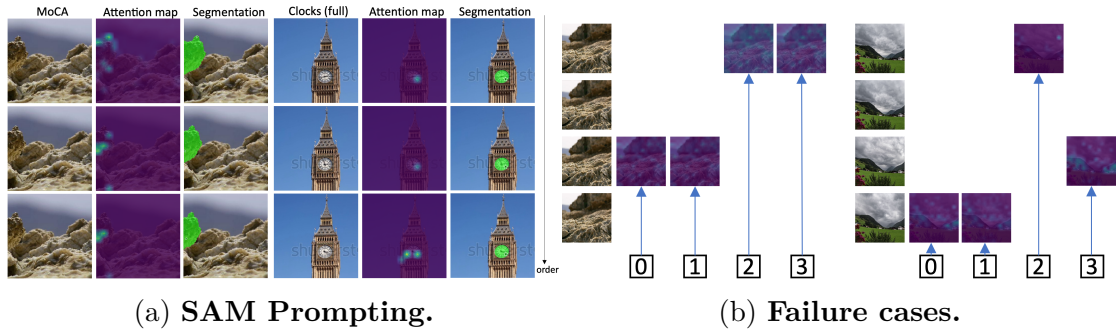 MoCA Attention map Segmentation Clocks (full) Attention map Segmentation
order
0 1 2 3 0 1 2 3
(a) SAM Prompting. (b) Failure cases.